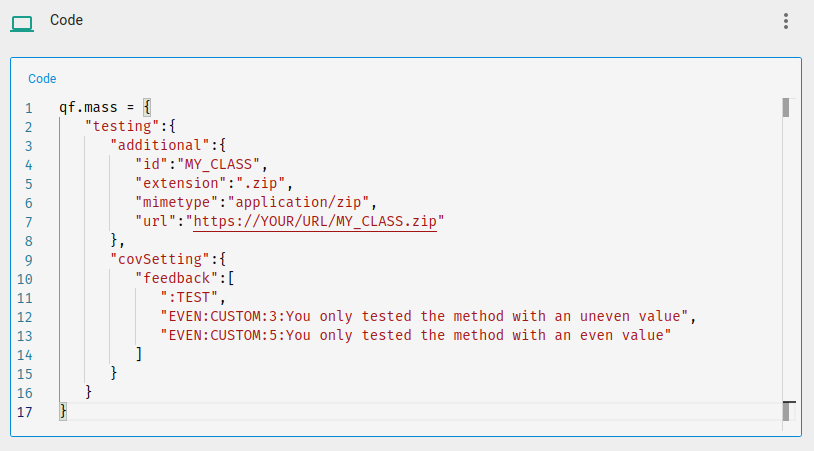 Code
Code
1 qf.mass = {
2 "testing":{
3 "additional":{
4 "id":"MY_CLASS",
5 "extension":".zip",
6 "mimetype":"application/zip",
7 "url":"https://YOUR/URL/MY_CLASS.zip"
8 },
9 "covSetting":{
10 "feedback":[
11 ":TEST",
12 "EVEN:CUSTOM:3:You only tested the method with an uneven value",
13 "EVEN:CUSTOM:5:You only tested the method with an even value"
14 ]
15 }
16 }
17 }